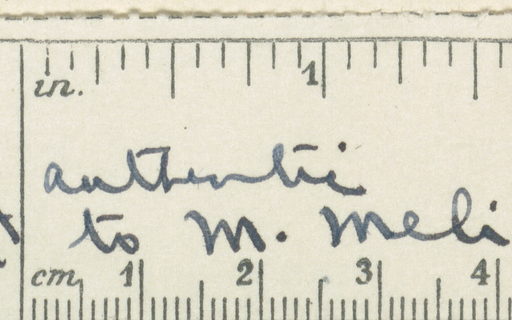 in. 1
authentic
to M. Meli
cm 1 2 3 4